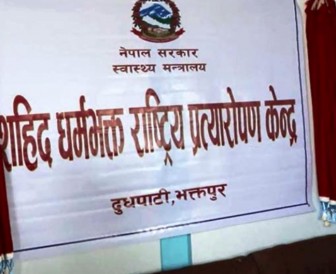 नेपाल सरकार
स्वास्थ्य मन्त्रालय
शहिद धर्मभक्त राष्ट्रिय प्रत्यारोपण केन्द्र
दुधपाटी,भक्तपुर